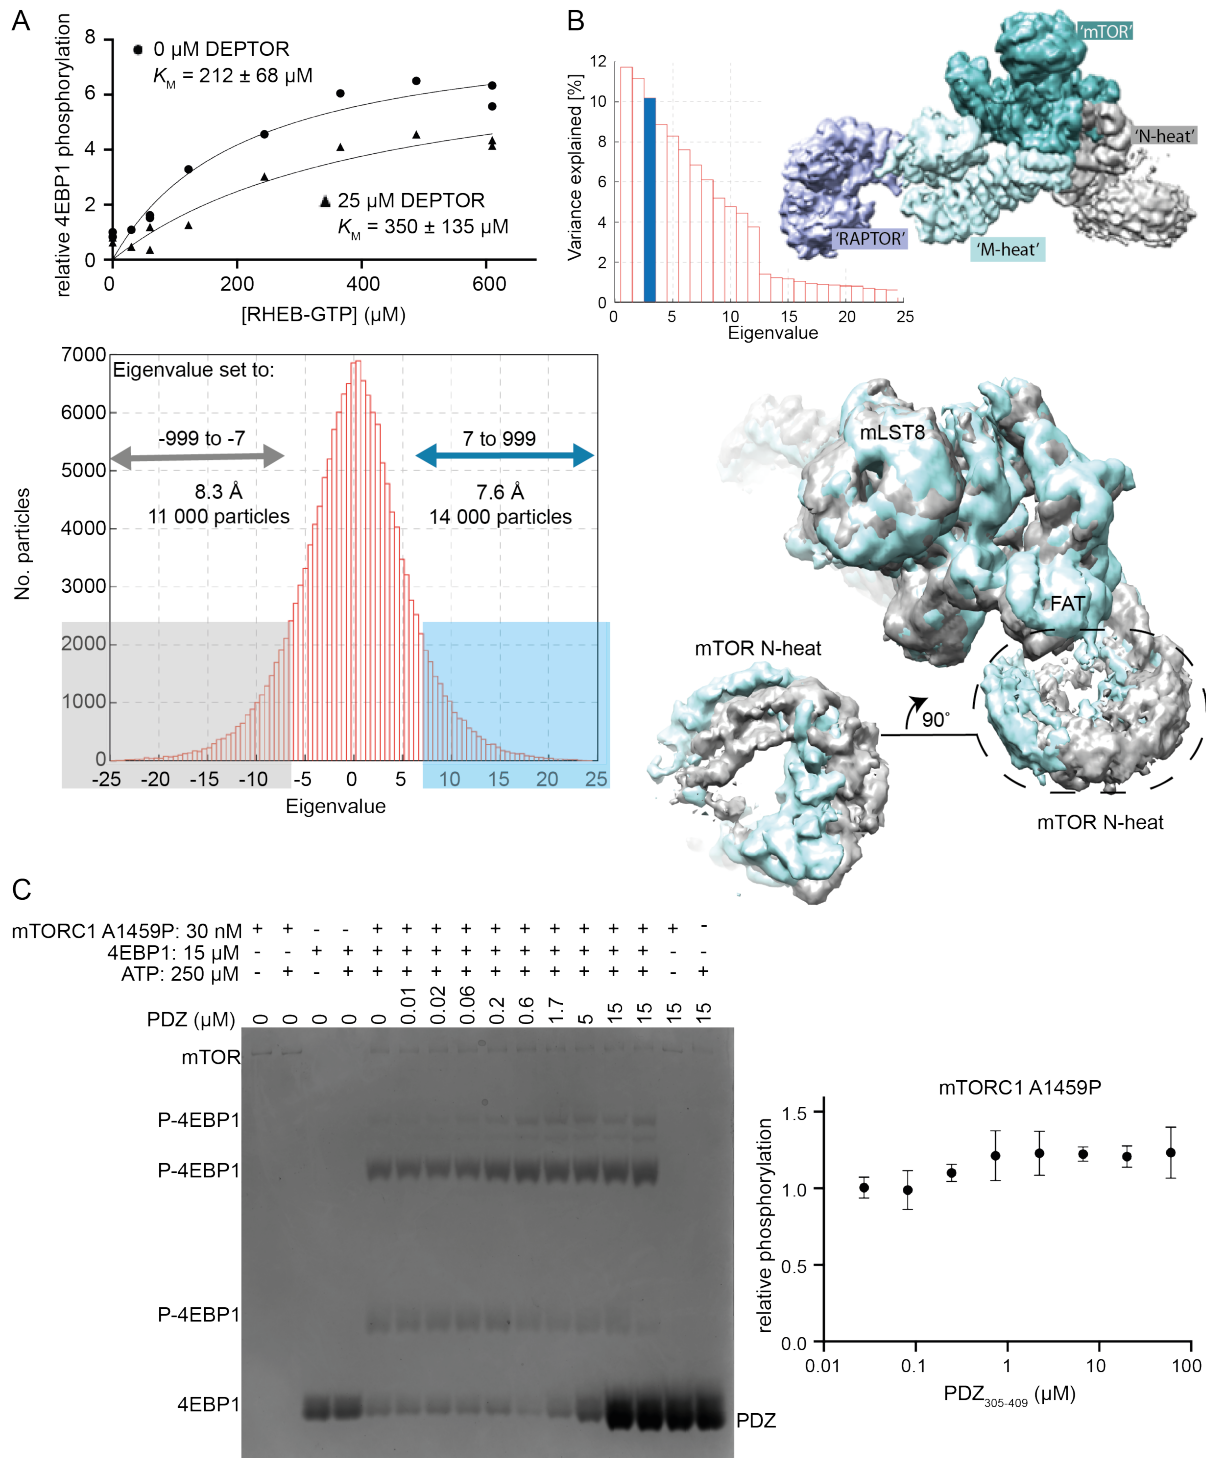 A
relative 4EBP1 phosphorylation
8
6
4
2
0
0 µM DEPTOR
KM = 212 ± 68 µM
25 µM DEPTOR
KM = 350 ± 135 µM
0 200 400 600
[RHEB-GTP] (µM)
B
Variance explained [%]
12
10
8
6
4
2
0
0 5 10 15 20 25
Eigenvalue
'mTOR'
'N-heat'
'RAPTOR'
'M-heat'
No. particles
7000
6000
5000
4000
3000
2000
1000
0
Eigenvalue set to:
-999 to -7
7 to 999
8.3 Å
11 000 particles
7.6 Å
14 000 particles
-25 -20 -15 -10 -5 0 5 10 15 20 25
Eigenvalue
mLST8
FAT
mTOR N-heat
90°
mTOR N-heat
C
mTORC1 A1459P: 30 nM + + - - + + + + + + + + + + -
4EBP1: 15 µM - - + + + + + + + + + + + - -
ATP: 250 µM - + - + + + + + + + + + + - +
PDZ (µM) 0 0 0 0 0 0.01 0.02 0.06 0.2 0.6 1.7 5 15 15 15 15
mTOR
P-4EBP1
P-4EBP1
P-4EBP1
4EBP1
PDZ
mTORC1 A1459P
relative phosphorylation
1.5
1.0
0.5
0.0
0.01 0.1 1 10 100
PDZ305-409 (µM)